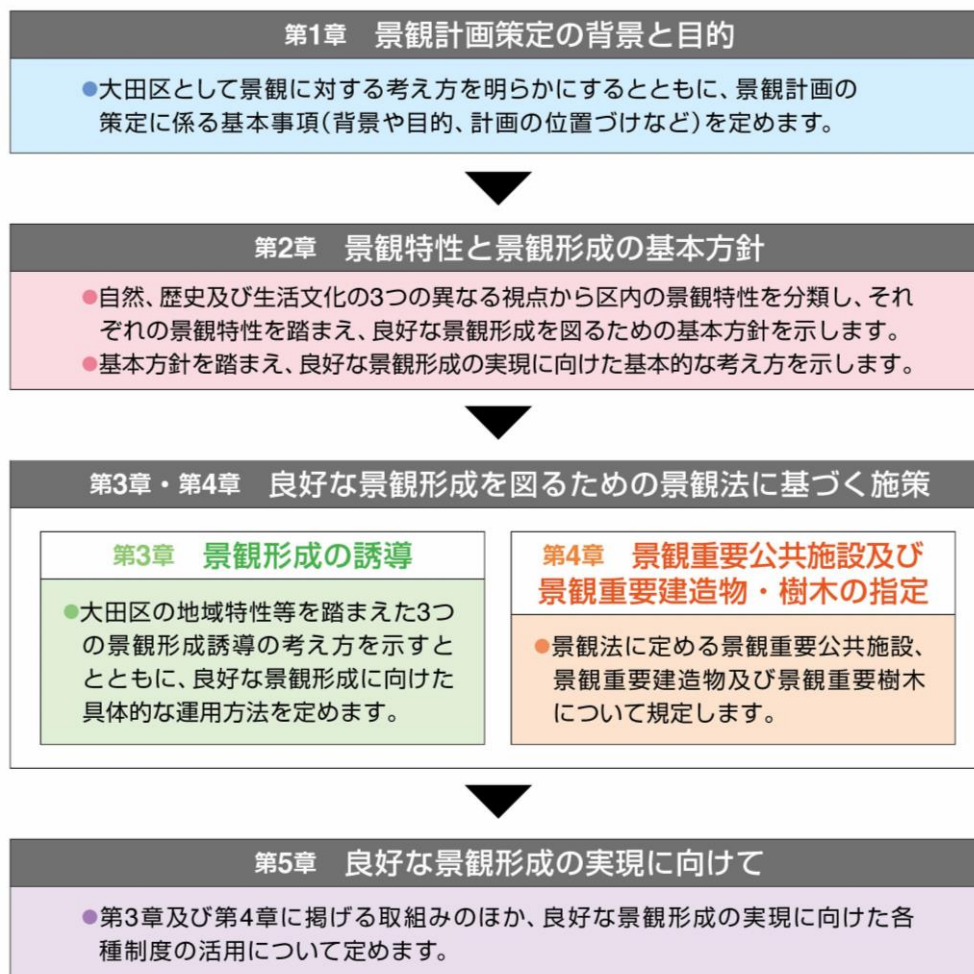 第1章 景観計画策定の背景と目的
●大田区として景観に対する考え方を明らかにするとともに、景観計画の
策定に係る基本事項(背景や目的、計画の位置づけなど)を定めます。
第2章 景観特性と景観形成の基本方針
●自然、歴史及び生活文化の3つの異なる視点から区内の景観特性を分類し、それ
ぞれの景観特性を踏まえ、良好な景観形成を図るための基本方針を示します。
●基本方針を踏まえ、良好な景観形成の実現に向けた基本的な考え方を示します。
第3章・第4章 良好な景観形成を図るための景観法に基づく施策
第3章 景観形成の誘導
●大田区の地域特性等を踏まえた3つ
の景観形成誘導の考え方を示すと
とともに、良好な景観形成に向けた
具体的な運用方法を定めます。
第4章 景観重要公共施設及び
景観重要建造物・樹木の指定
●景観法に定める景観重要公共施設、
景観重要建造物及び景観重要樹木
について規定します。
第5章 良好な景観形成の実現に向けて
●第3章及び第4章に掲げる取組みのほか、良好な景観形成の実現に向けた各
種制度の活用について定めます。